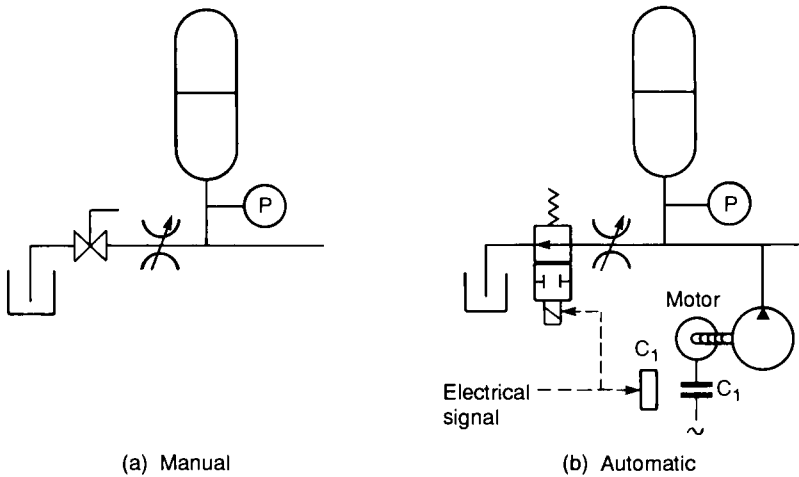 P
P
Motor
C₁
C₁
Electrical
signal
~
(a) Manual
(b) Automatic